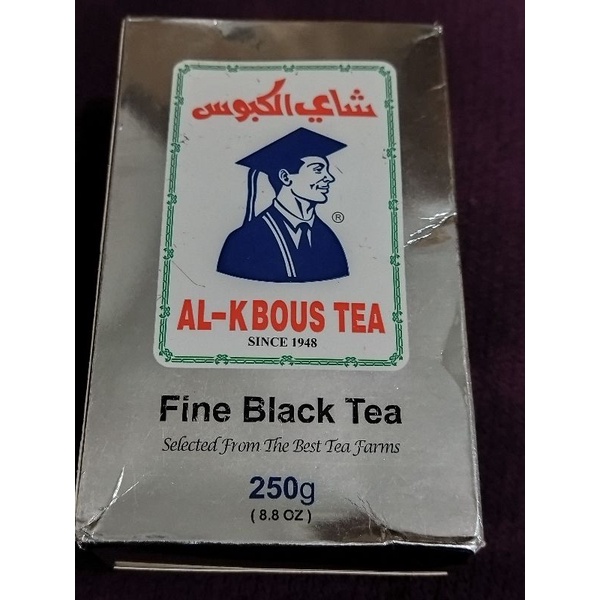 شاي الكبوس
®
AL-KBOUS TEA
SINCE 1948
Fine Black Tea
Selected From The Best Tea Farms
250g
( 8.8 OZ )